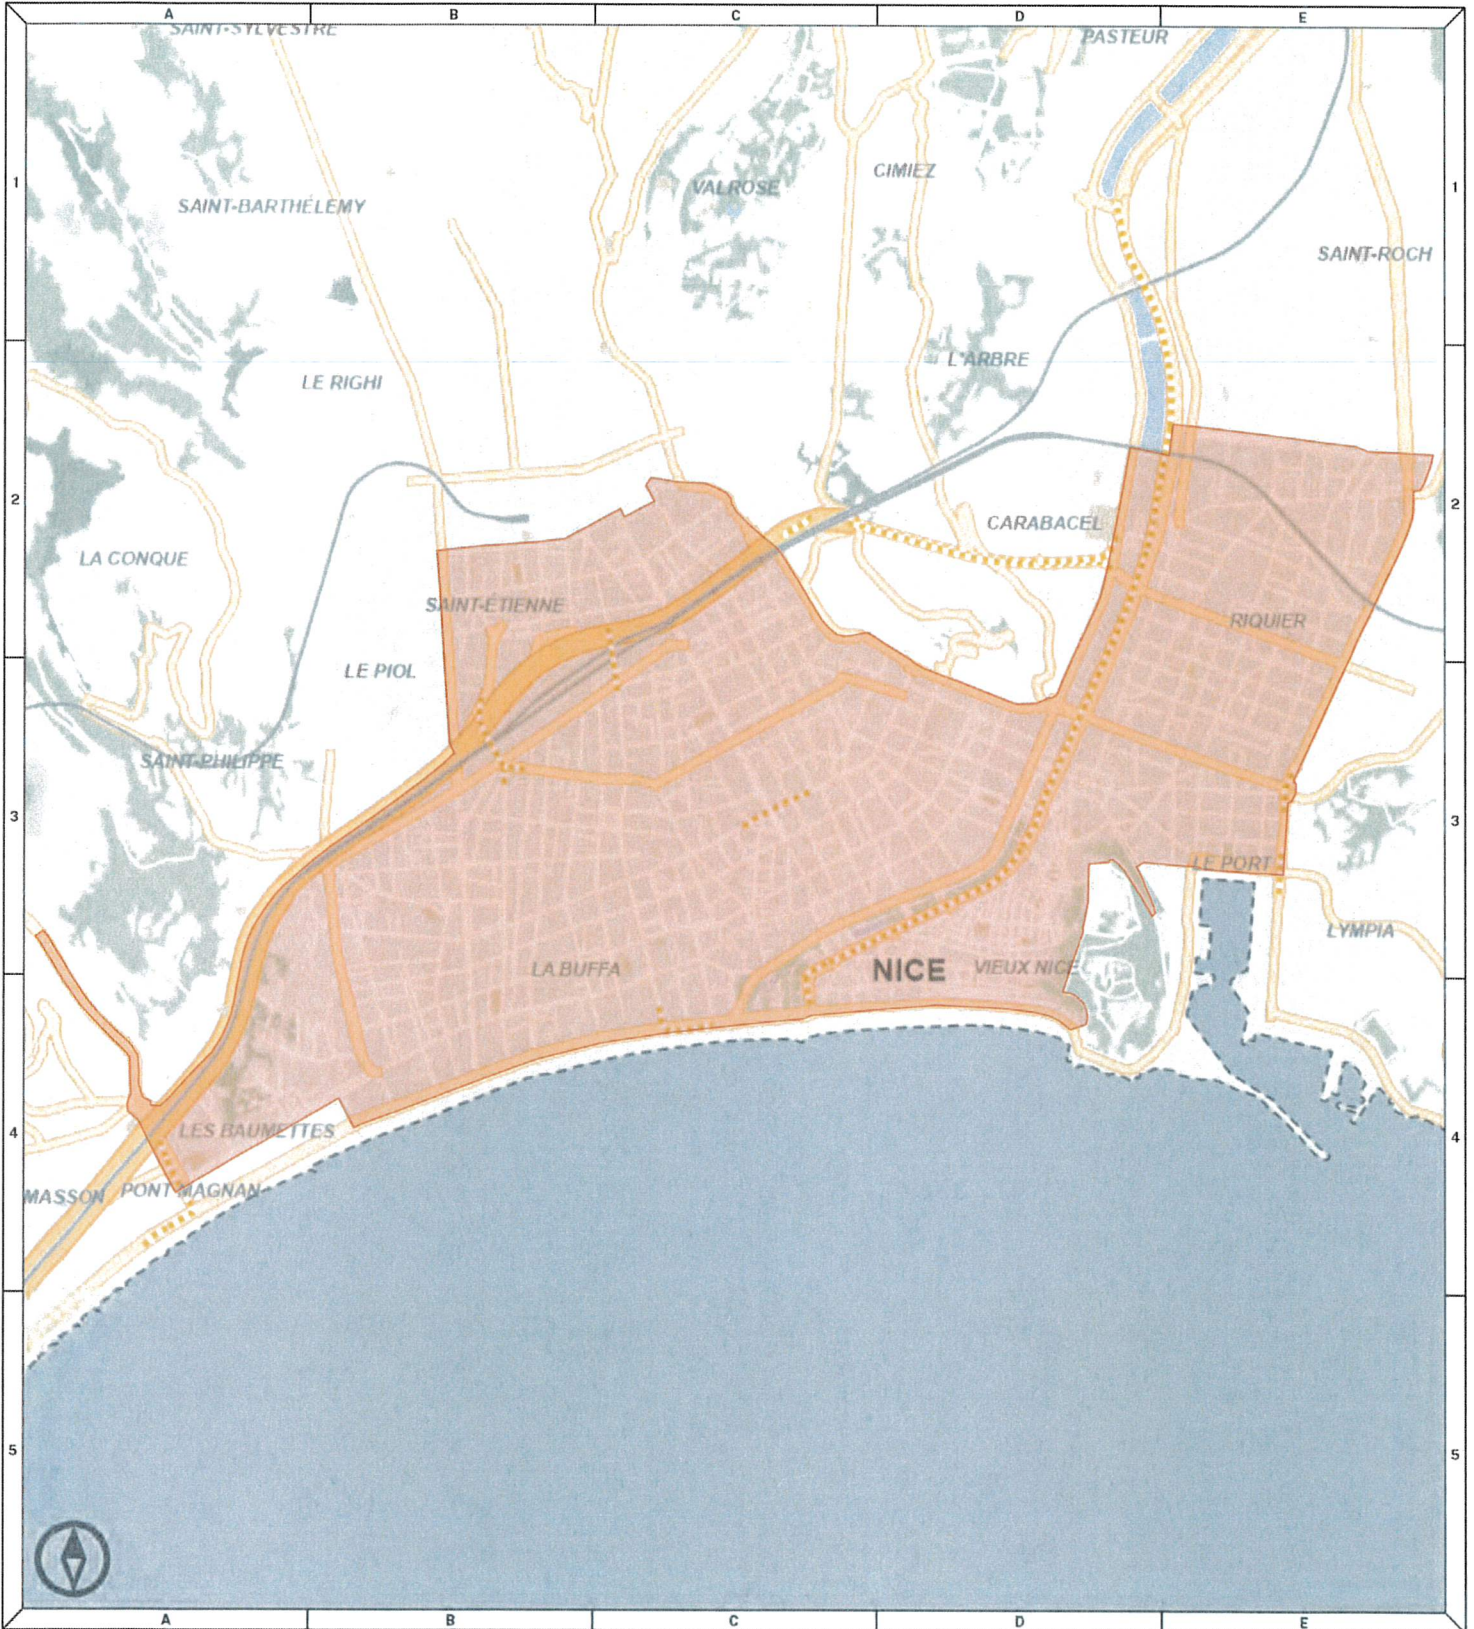 A B C D E
SAINT-SYLVESTRE
PASTEUR
1
CIMIEZ
1
VALROSE
SAINT-BARTHÉLEMY
SAINT-ROCH
L'ARBRE
LE RIGHI
2
2
CARABACEL
LA CONQUE
SAINT-ÉTIENNE
RIQUIER
LE PIOL
SAINT-PHILIPPE
3
3
LE PORT
LYMPIA
LA BUFFA
NICE
VIEUX NICE
4
LES BAUMETTES
4
MASSON
PONT MAGNAN
5
5
A B C D E